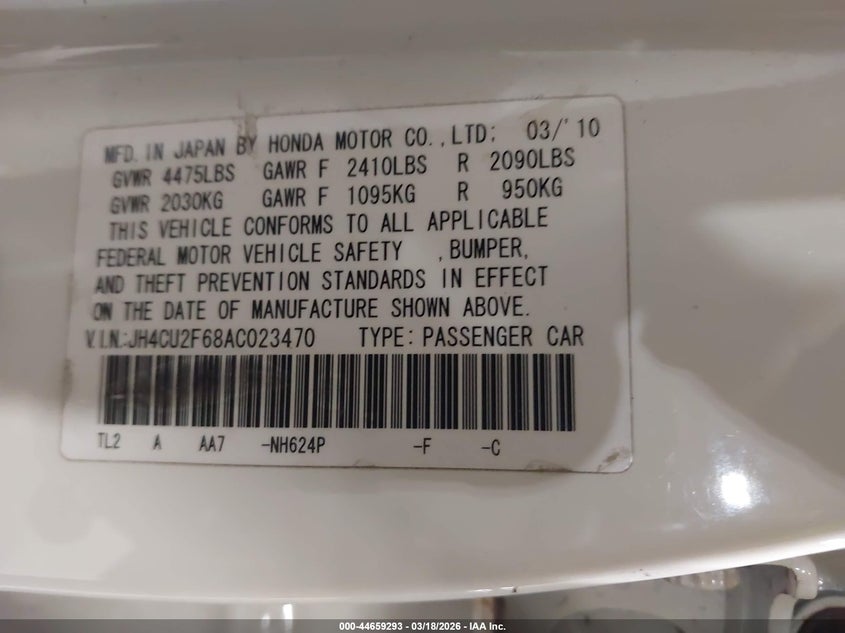 MFD. IN JAPAN BY HONDA MOTOR CO., LTD; 03/'10
GVWR 4475LBS GAWR F 2410LBS R 2090LBS
GVWR 2030KG GAWR F 1095KG R 950KG
THIS VEHICLE CONFORMS TO ALL APPLICABLE
FEDERAL MOTOR VEHICLE SAFETY , BUMPER,
AND THEFT PREVENTION STANDARDS IN EFFECT
ON THE DATE OF MANUFACTURE SHOWN ABOVE.
V.I.N.:JH4CU2F68AC023470 TYPE: PASSENGER CAR
TL2 A AA7 -NH624P -F -C
000-44659293 - 03/18/2026 - IAA Inc.